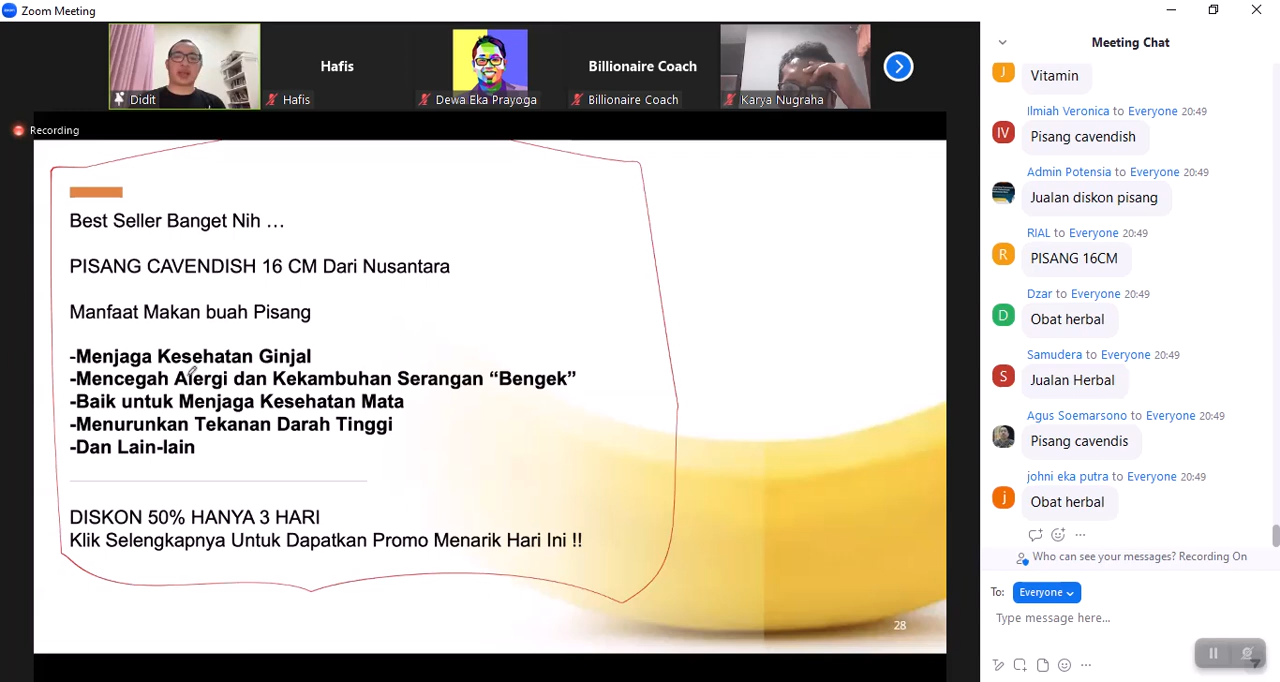 Zoom Meeting
Didit
Hafis
Hafis
Dewa Eka Prayoga
Billionaire Coach
Billionaire Coach
Karya Nugraha
Recording
Best Seller Banget Nih …
PISANG CAVENDISH 16 CM Dari Nusantara
Manfaat Makan buah Pisang
-Menjaga Kesehatan Ginjal
-Mencegah Alergi dan Kekambuhan Serangan “Bengek”
-Baik untuk Menjaga Kesehatan Mata
-Menurunkan Tekanan Darah Tinggi
-Dan Lain-lain
DISKON 50% HANYA 3 HARI
Klik Selengkapnya Untuk Dapatkan Promo Menarik Hari Ini !!
28
Meeting Chat
J
Vitamin
Ilmiah Veronica to Everyone 20:49
IV
Pisang cavendish
Admin Potensia to Everyone 20:49
Jualan diskon pisang
RIAL to Everyone 20:49
R
PISANG 16CM
Dzar to Everyone 20:49
D
Obat herbal
Samudera to Everyone 20:49
S
Jualan Herbal
Agus Soemarsono to Everyone 20:49
Pisang cavendis
johni eka putra to Everyone 20:49
j
Obat herbal
Who can see your messages? Recording On
To: Everyone
Type message here...